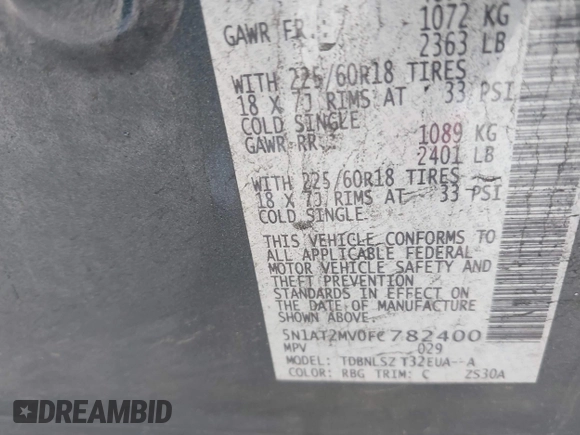 1072 KG
GAWR FR.: 2363 LB
WITH 225/60R18 TIRES
18 X 7J RIMS AT 33 PSI
COLD SINGLE
1089 KG
GAWR RR. 2401 LB
WITH 225/60R18 TIRES
18 X 7J RIMS AT 33 PSI
COLD SINGLE
THIS VEHICLE CONFORMS TO
ALL APPLICABLE FEDERAL
MOTOR VEHICLE SAFETY AND
THEFT PREVENTION
STANDARDS IN EFFECT ON
THE DATE OF MANUFACTURE
SHOWN ABOVE.
5N1AT2MV0FC782400
MPV 029
MODEL: TDBNLSZ T32EUA--A
COLOR: RBG TRIM: C ZS30A
DREAMBID